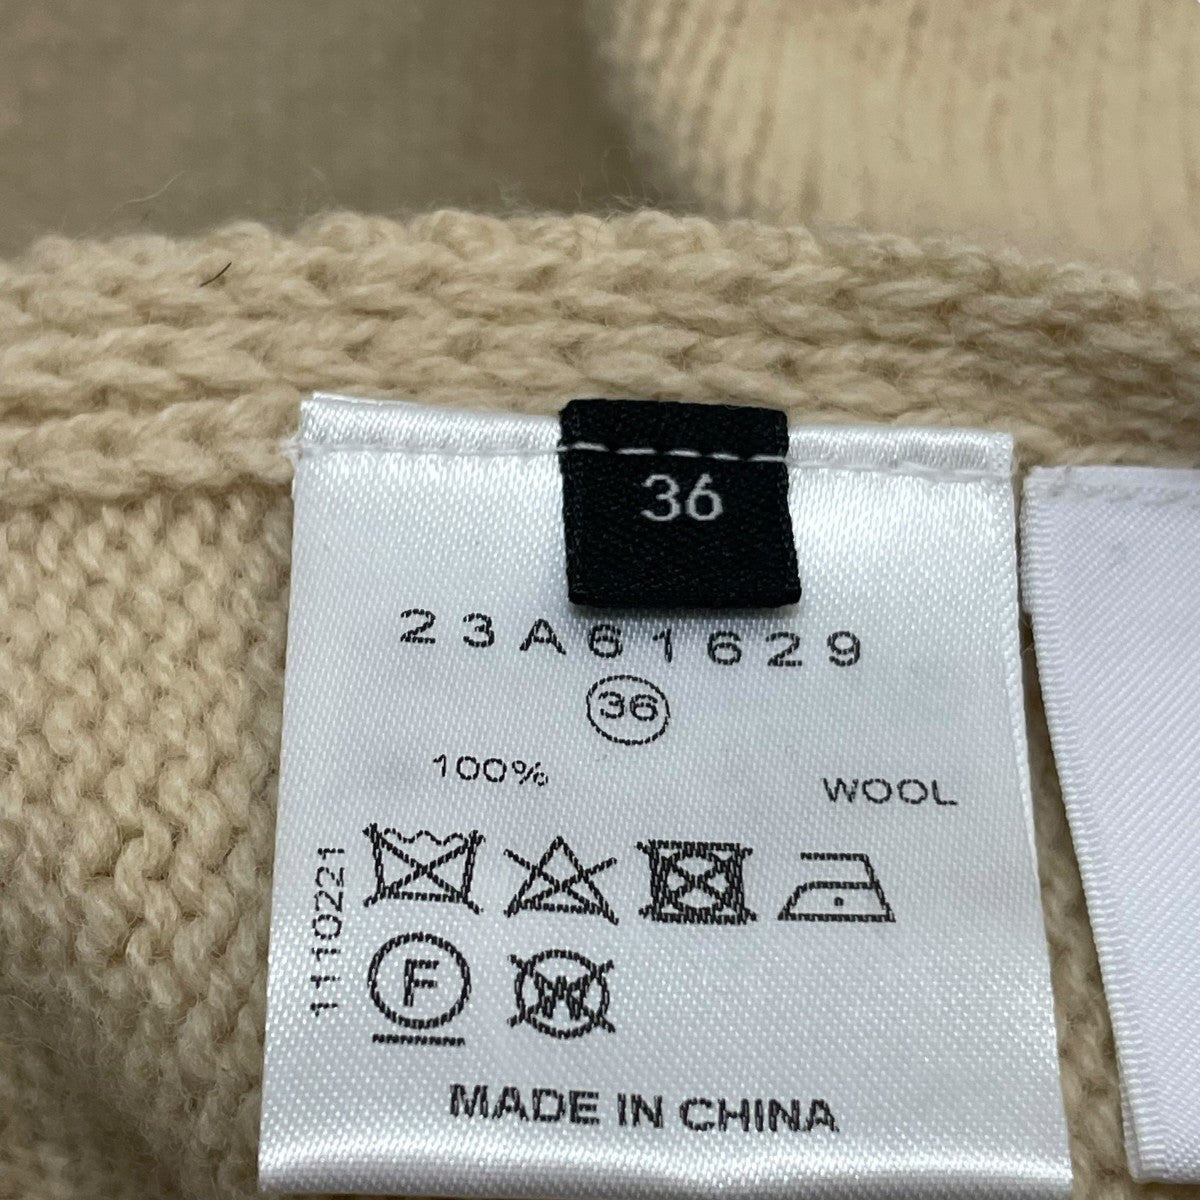 36
23A61629
36
100% WOOL
1110221
F
W
MADE IN CHINA